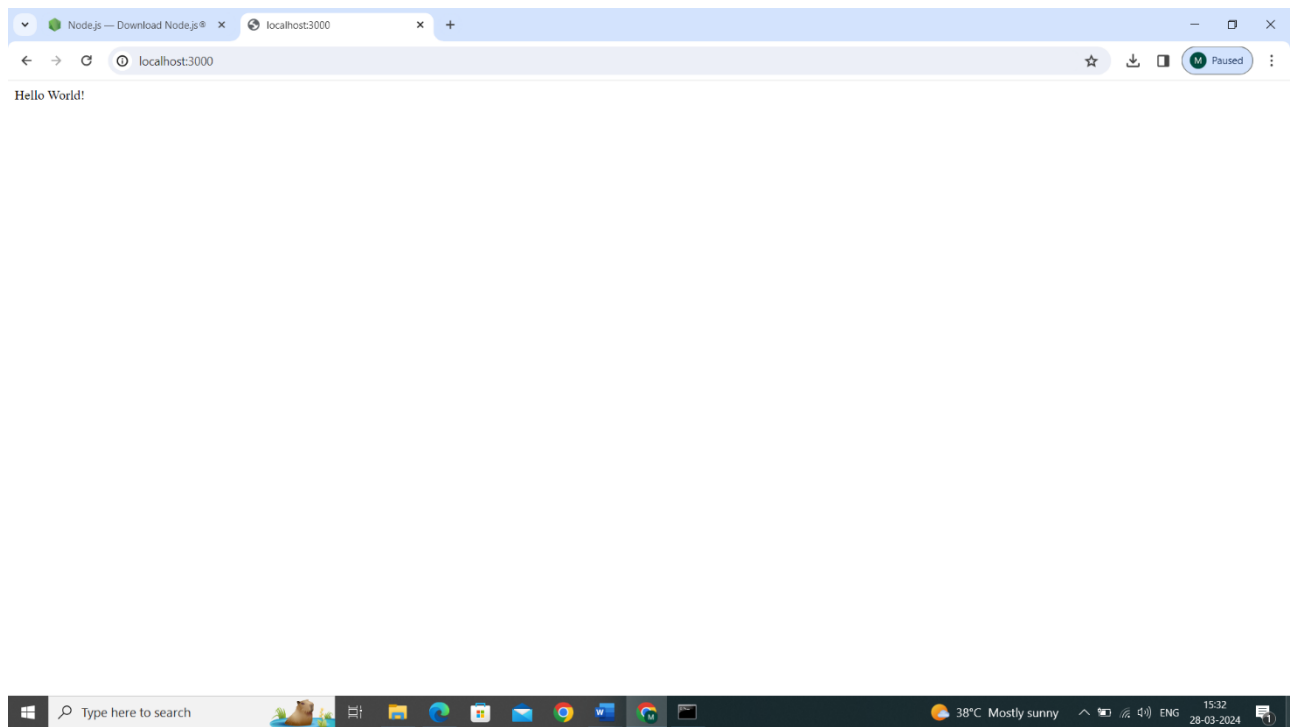 Node.js — Download Node.js®
localhost:3000
localhost:3000
M Paused
Hello World!
Type here to search
38°C Mostly sunny
ENG
15:32
28-03-2024
1